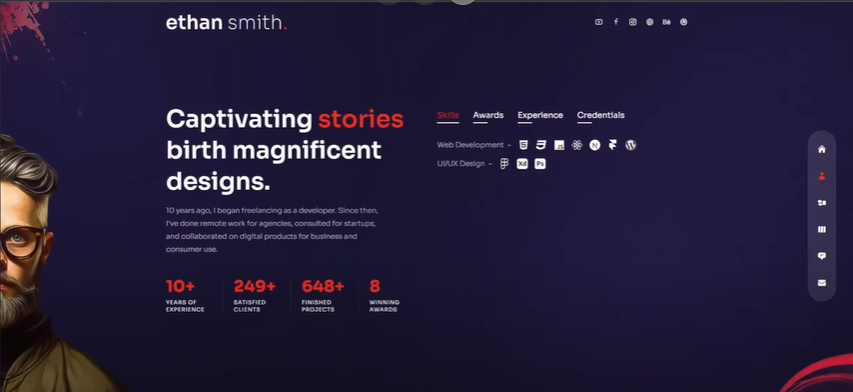 ethan smith.
Captivating stories
birth magnificent
designs.
10 years ago, I began freelancing as a developer. Since then,
I've done remote work for agencies, consulted for startups,
and collaborated on digital products for business and
consumer use.
10+ 249+ 648+ 8
YEARS OF SATISFIED FINISHED WINNING
EXPERIENCE CLIENTS PROJECTS AWARDS
Skills Awards Experience Credentials
Web Development -
UI/UX Design - Xd Ps